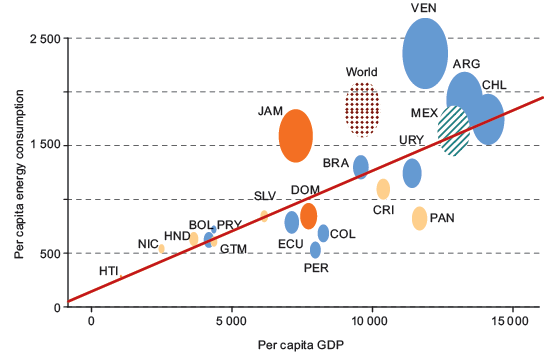 VEN
2 500
ARG
World
CHL
JAM
MEX
Per capita energy consumption
1 500
URY
BRA
SLV
DOM
CRI
BOL PRY
PAN
HND
NIC
GTM
ECU
COL
HTI
500
PER
0
0
5 000
10 000
15 000
Per capita GDP